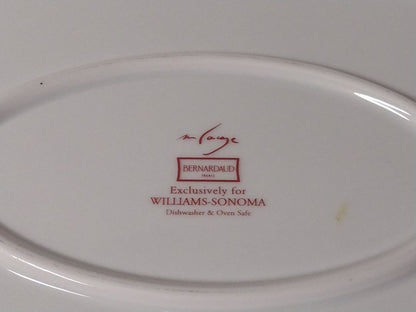 BERNARDAUD
Exclusively for
WILLIAMS-SONOMA
Dishwasher & Oven Safe